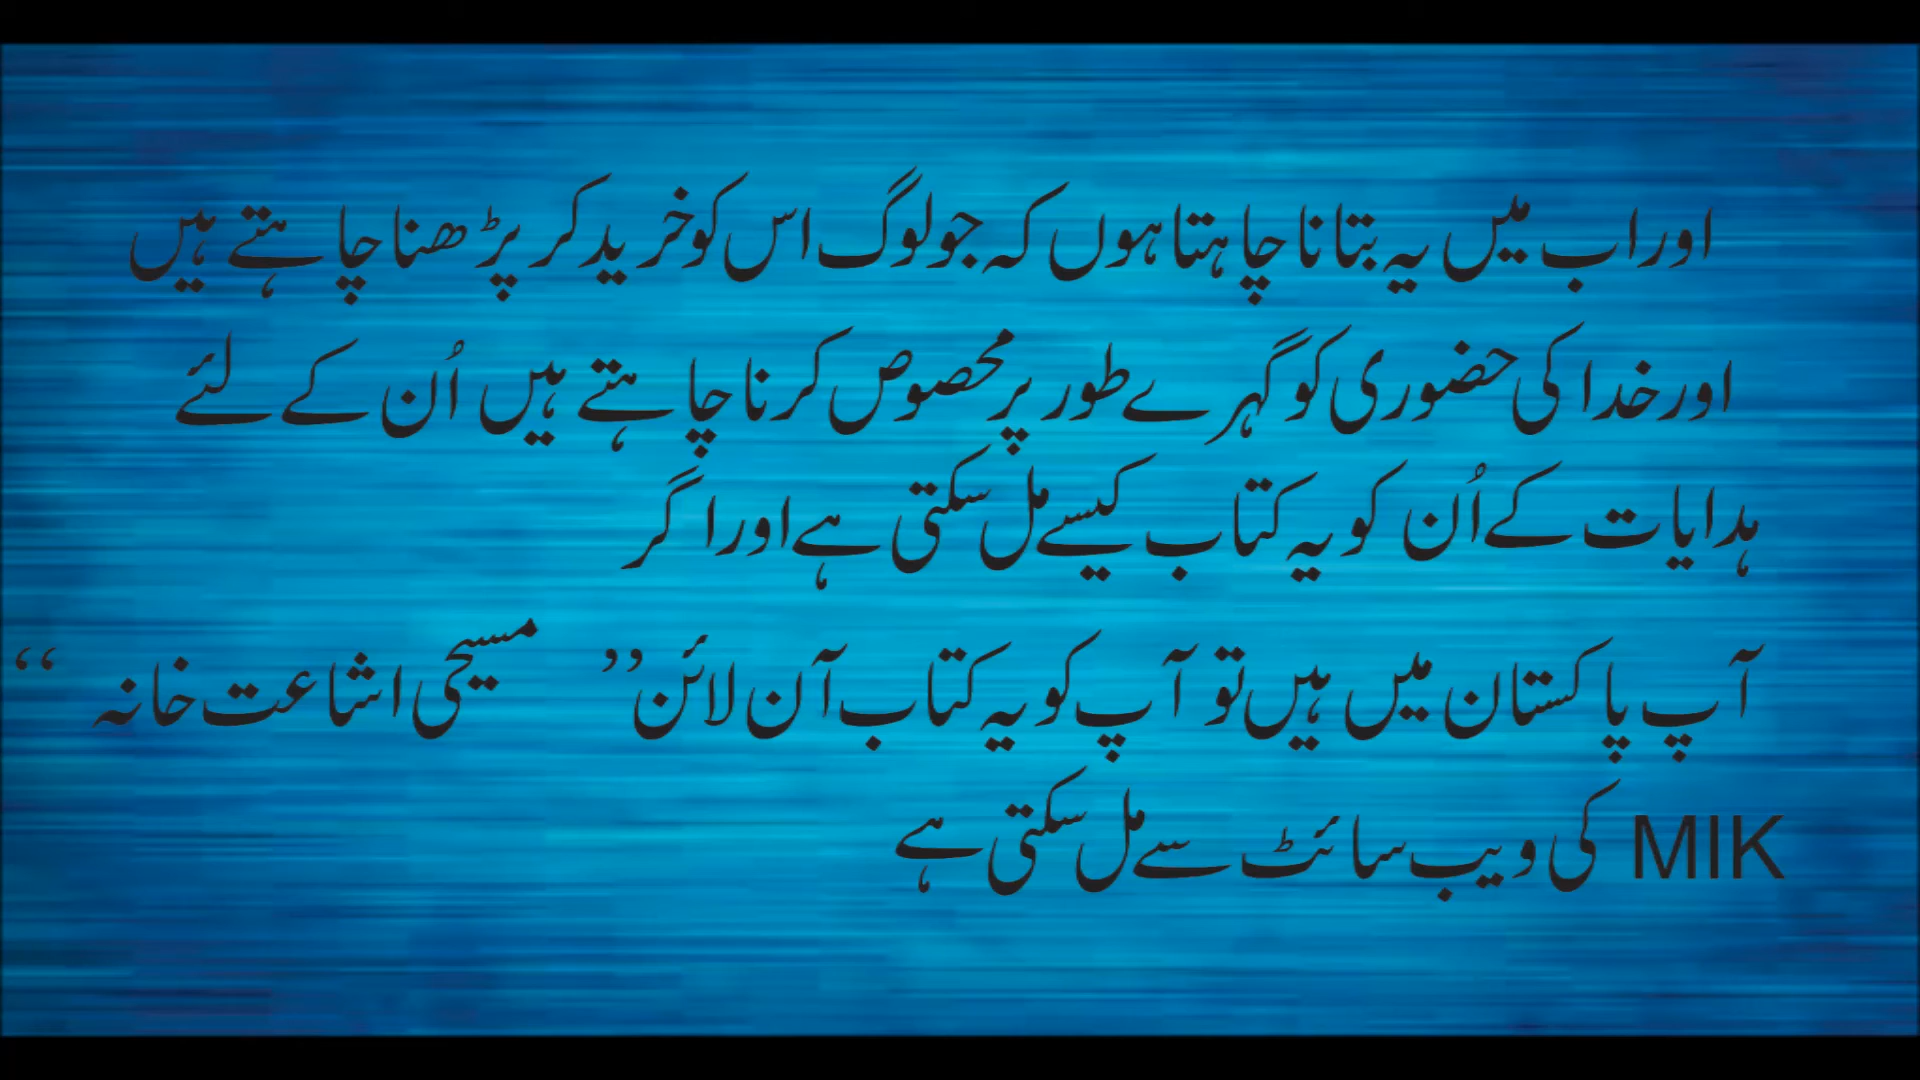 اور اب میں یہ بتانا چاہتا ہوں کہ جو لوگ اس کو خرید کر پڑھنا چاہتے ہیں
اور خدا کی حضوری کو گہرے طور پر محصوص کرنا چاہتے ہیں اُن کے لئے
ہدایات کے اُن کو یہ کتاب کیسے مل سکتی ہے اور اگر
آپ پاکستان میں ہیں تو آپ کو یہ کتاب آن لائن ” مسیحی اشاعت خانہ “
MIK کی ویب سائٹ سے مل سکتی ہے